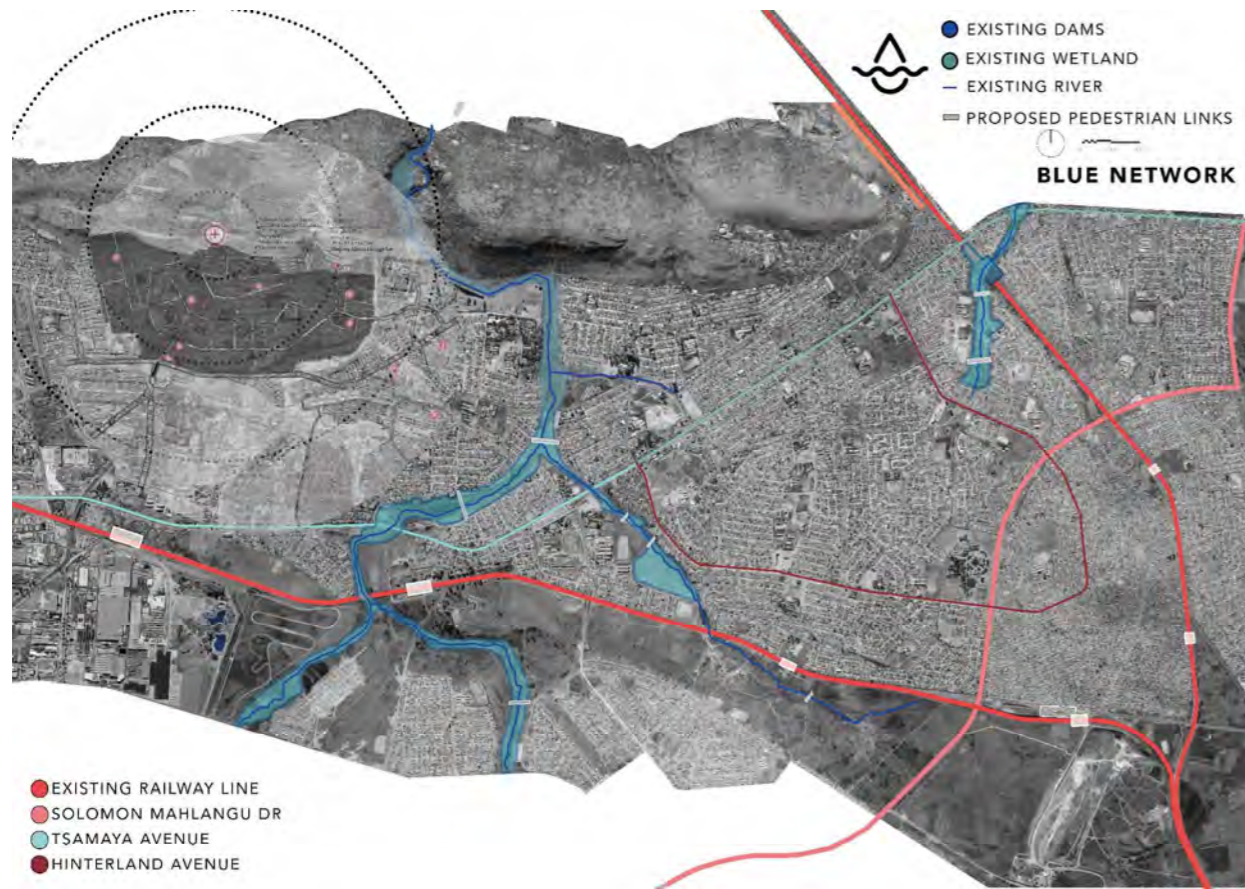 EXISTING DAMS
EXISTING WETLAND
EXISTING RIVER
PROPOSED PEDESTRIAN LINKS
BLUE NETWORK
EXISTING RAILWAY LINE
SOLOMON MAHLANGU DR
TSAMAYA AVENUE
HINTERLAND AVENUE